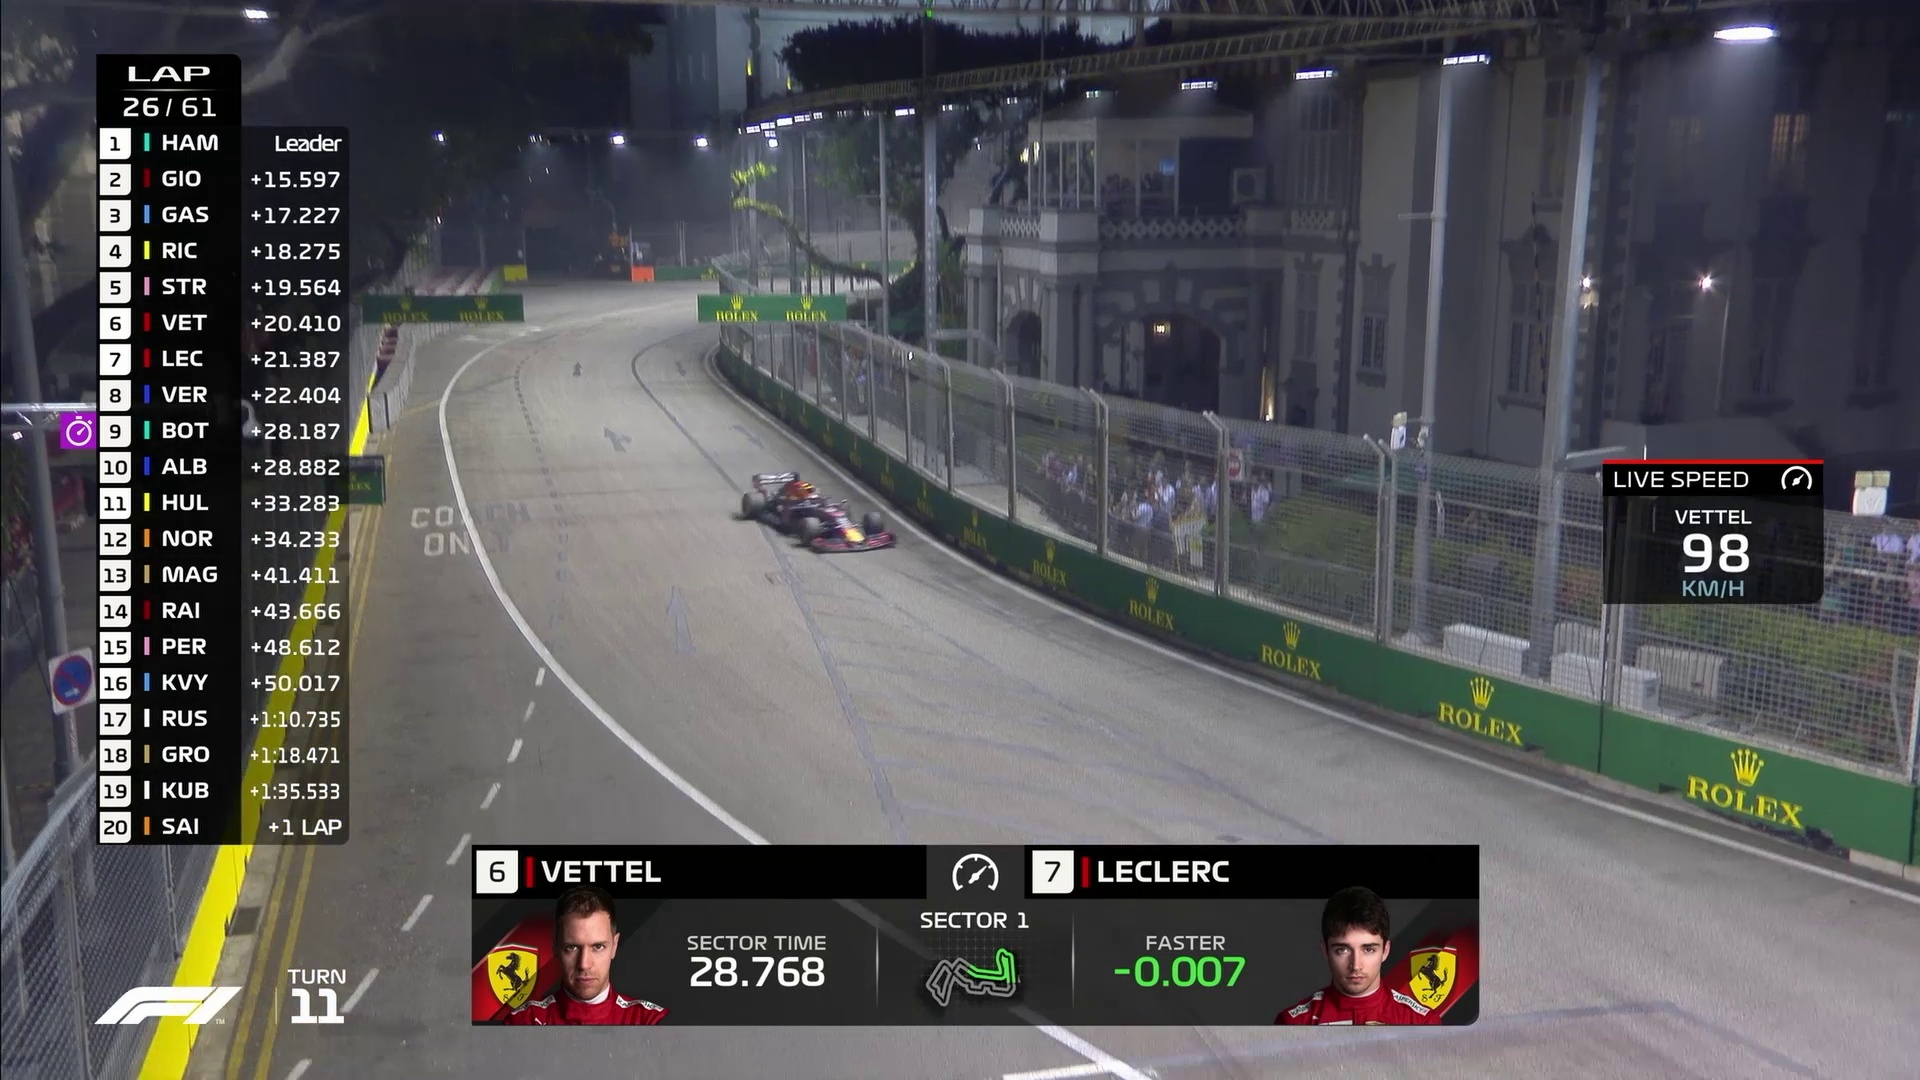 LAP
26/61
1 HAM Leader
2 GIO +15.597
3 GAS +17.227
4 RIC +18.275
5 STR +19.564
6 VET +20.410
7 LEC +21.387
8 VER +22.404
9 BOT +28.187
10 ALB +28.882
11 HUL +33.283
12 NOR +34.233
13 MAG +41.411
14 RAI +43.666
15 PER +48.612
16 KVY +50.017
17 RUS +1:10.735
18 GRO +1:18.471
19 KUB +1:35.533
20 SAI +1 LAP
ROLEX ROLEX
ROLEX ROLEX
COACH
ONLY
LIVE SPEED
VETTEL
98
KM/H
ROLEX
ROLEX
ROLEX
ROLEX
ROLEX
ROLEX
6 VETTEL
SECTOR TIME
28.768
SECTOR 1
7 LECLERC
FASTER
-0.007
F1
TURN
11